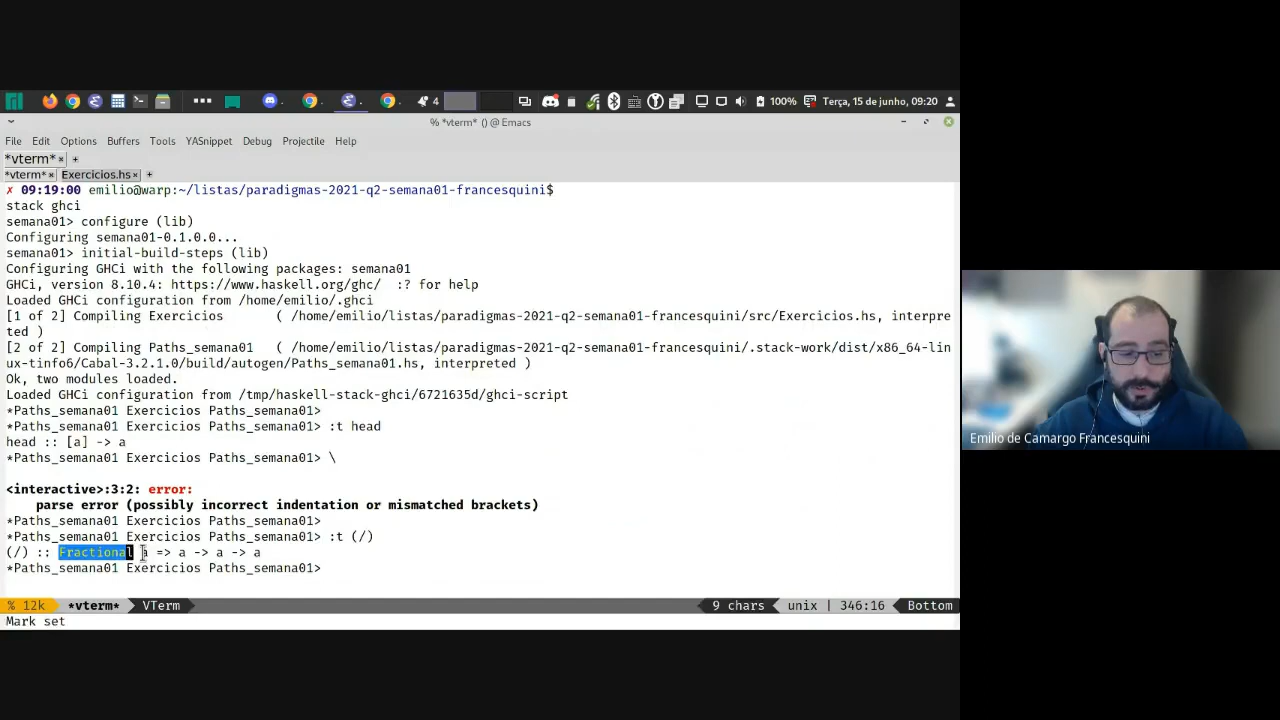 4
100%
Terça, 15 de junho, 09:20
% *vterm* () @ Emacs
File Edit Options Buffers Tools YASnippet Debug Projectile Help
*vterm* × +
*vterm* × Exercicios.hs × +
✗ 09:19:00 emilio@warp:~/listas/paradigmas-2021-q2-semana01-francesquini$
stack ghci
semana01> configure (lib)
Configuring semana01-0.1.0.0...
semana01> initial-build-steps (lib)
Configuring GHCi with the following packages: semana01
GHCi, version 8.10.4: https://www.haskell.org/ghc/  :? for help
Loaded GHCi configuration from /home/emilio/.ghci
[1 of 2] Compiling Exercicios       ( /home/emilio/listas/paradigmas-2021-q2-semana01-francesquini/src/Exercicios.hs, interpre
ted )
[2 of 2] Compiling Paths_semana01   ( /home/emilio/listas/paradigmas-2021-q2-semana01-francesquini/.stack-work/dist/x86_64-lin
ux-tinfo6/Cabal-3.2.1.0/build/autogen/Paths_semana01.hs, interpreted )
Ok, two modules loaded.
Loaded GHCi configuration from /tmp/haskell-stack-ghci/6721635d/ghci-script
*Paths_semana01 Exercicios Paths_semana01>
*Paths_semana01 Exercicios Paths_semana01> :t head
head :: [a] -> a
*Paths_semana01 Exercicios Paths_semana01> \
<interactive>:3:2: error:
    parse error (possibly incorrect indentation or mismatched brackets)
*Paths_semana01 Exercicios Paths_semana01>
*Paths_semana01 Exercicios Paths_semana01> :t (/)
(/) :: Fractional a => a -> a -> a
*Paths_semana01 Exercicios Paths_semana01>
% 12k *vterm* VTerm 9 chars unix | 346:16 Bottom
Mark set
Emilio de Camargo Francesquini